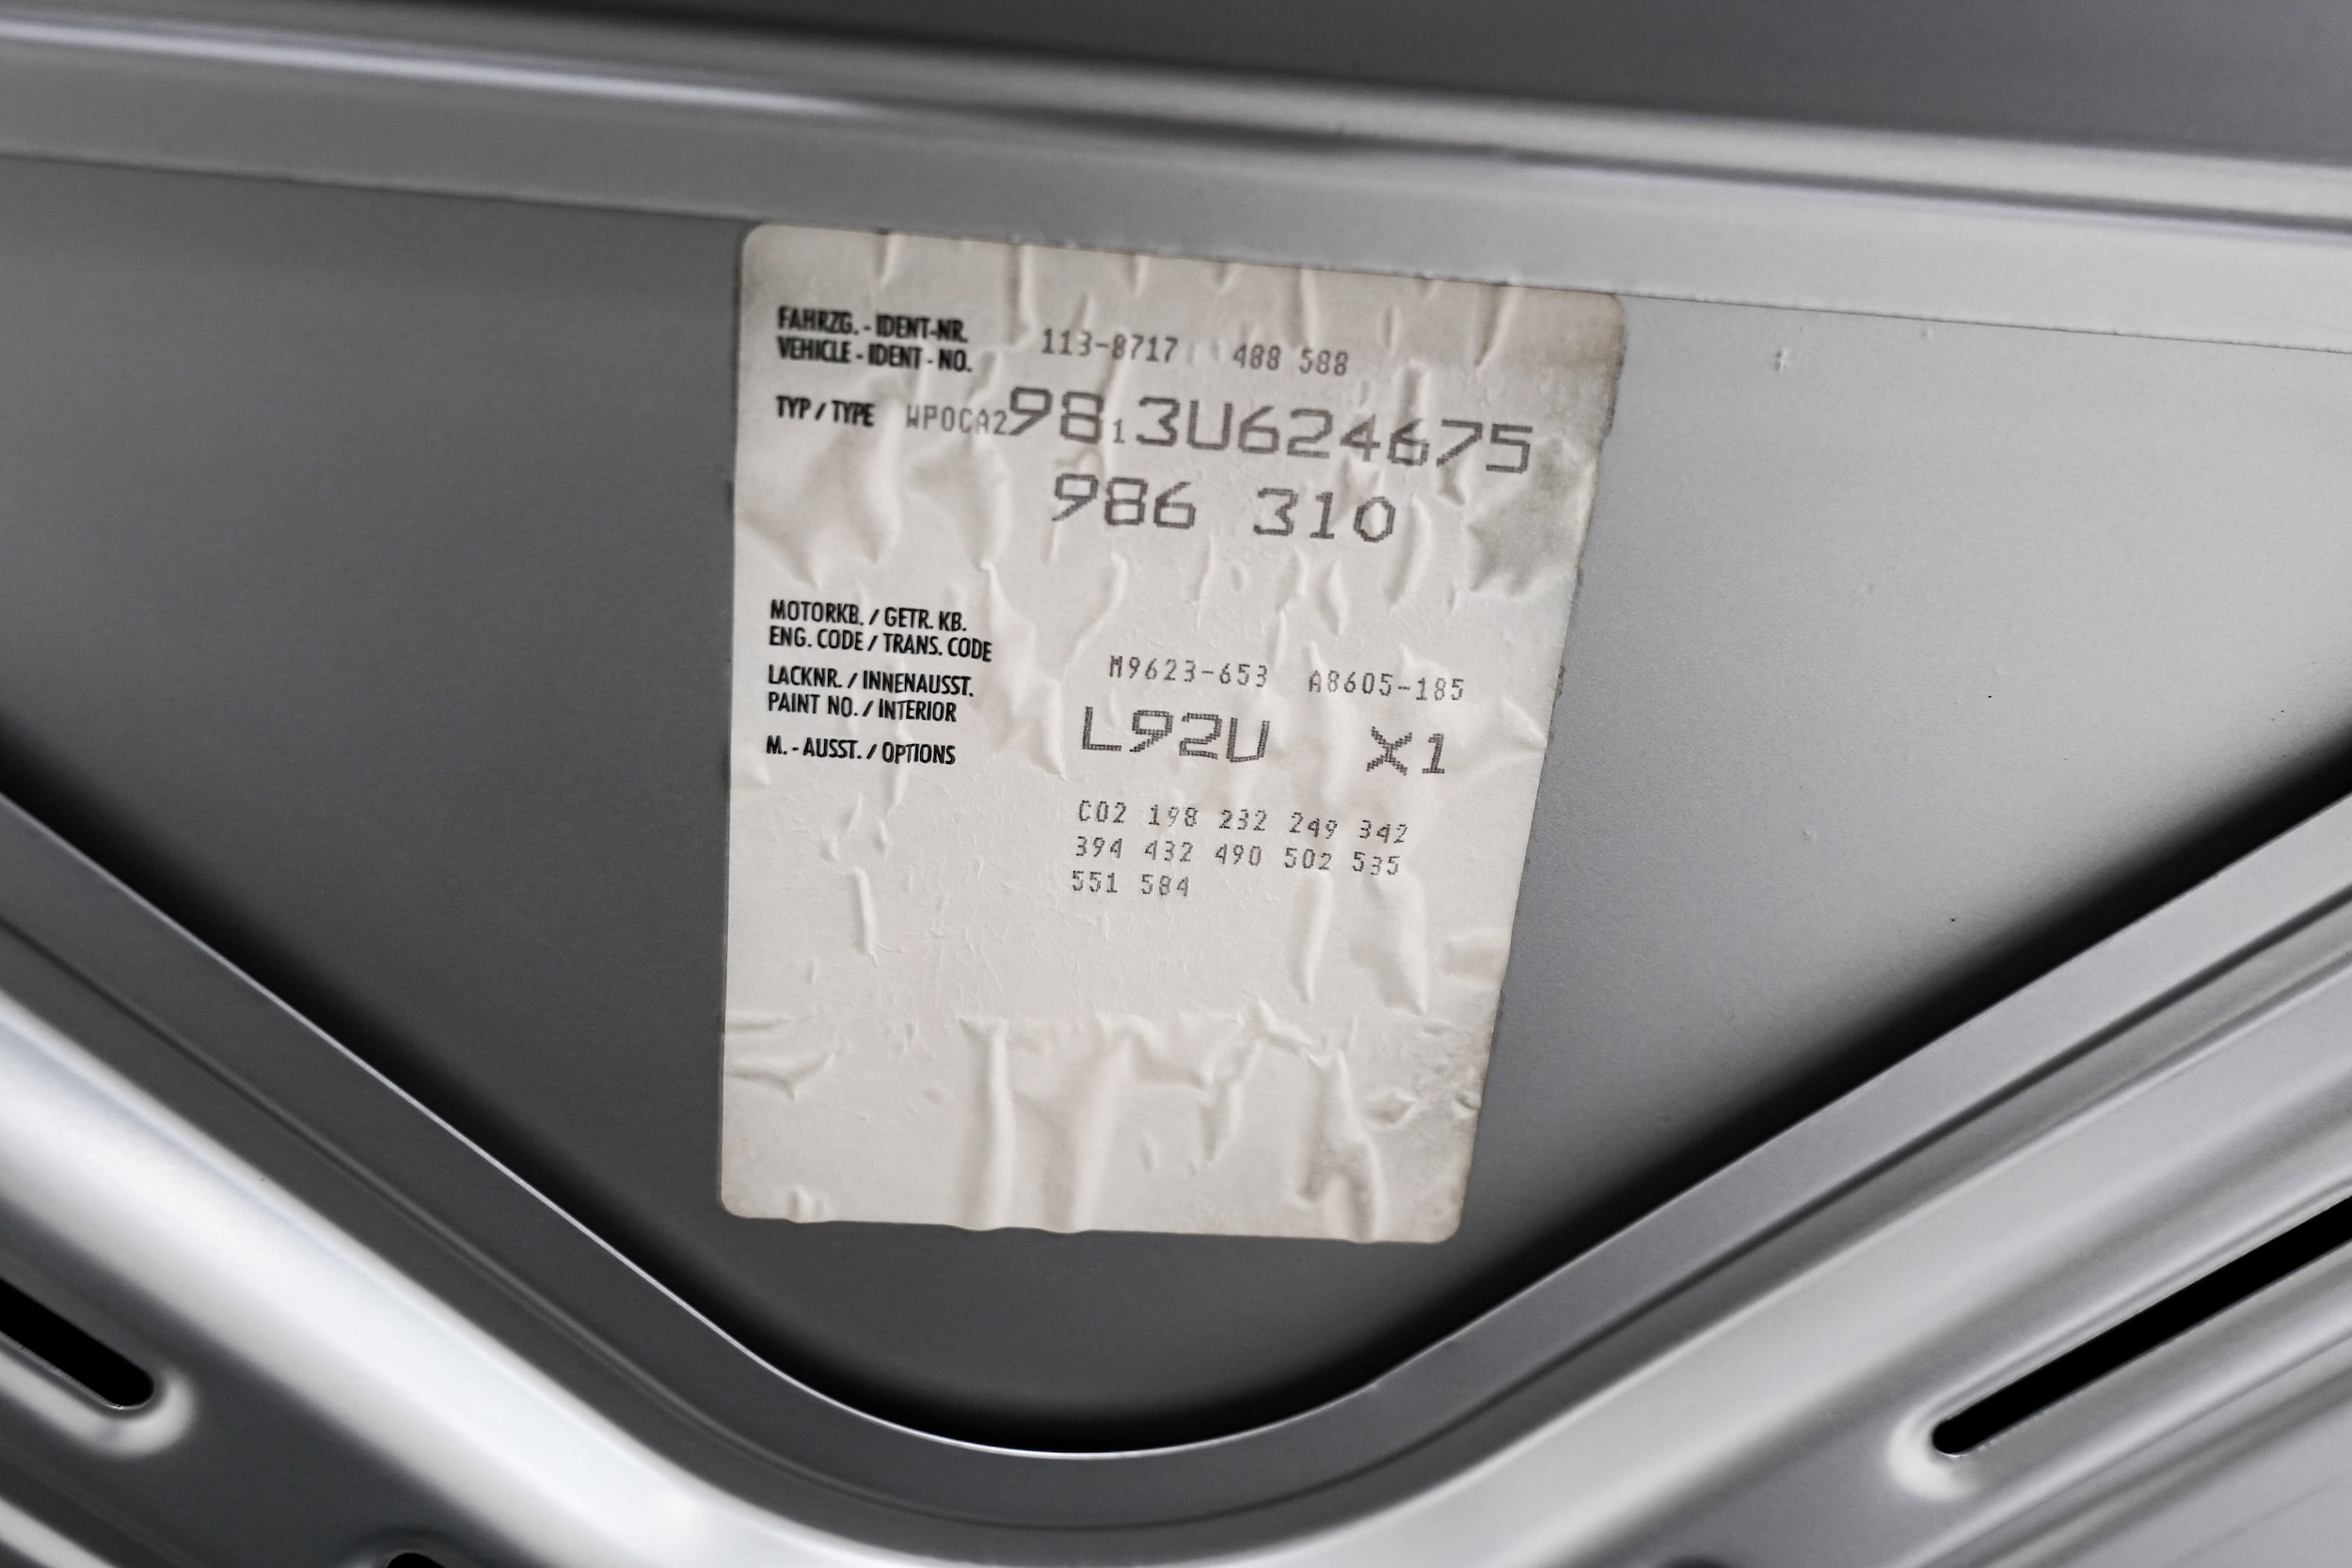 FAHRZG. - IDENT-NR.
VEHICLE - IDENT - NO. 113-8717 488 588
TYP / TYPE WP0CA298 1 3U624675
986 310
MOTORKB. / GETR. KB.
ENG. CODE / TRANS. CODE M9623-653 A8605-185
LACKNR. / INNENAUSST.
PAINT NO. / INTERIOR L92U X1
M. - AUSST. / OPTIONS
C02 198 232 249 342
394 432 490 502 535
551 584